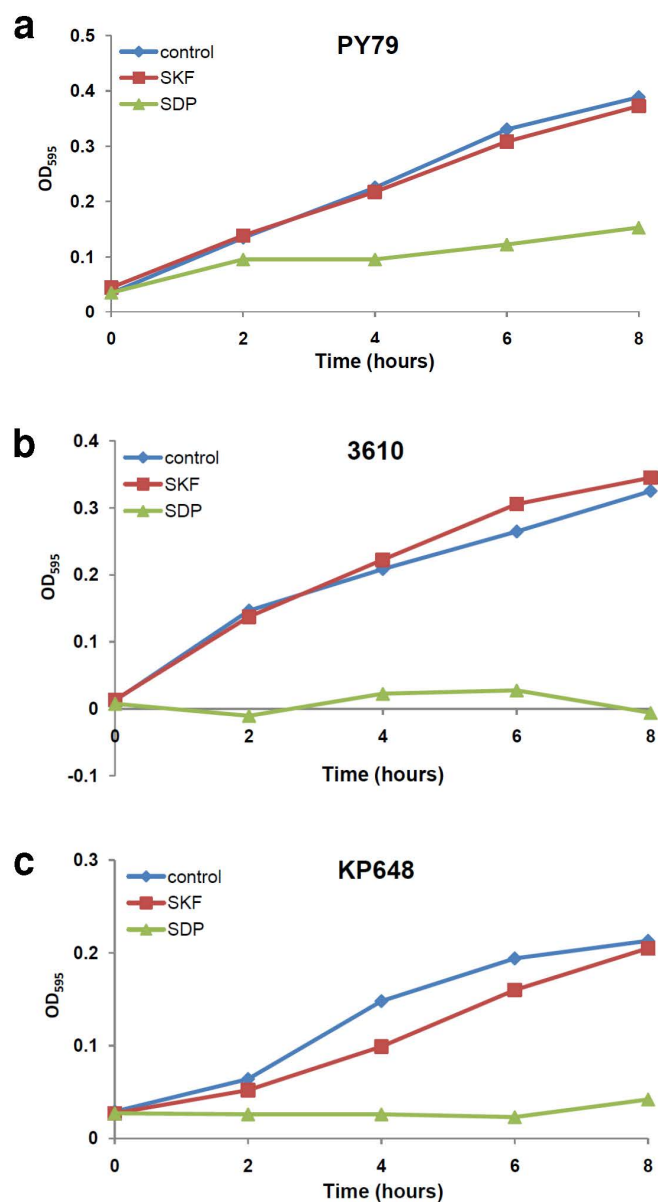 a
PY79
control
SKF
SDP
0.5
0.4
0.3
0.2
0.1
0
OD595
0 2 4 6 8
Time (hours)
b
3610
control
SKF
SDP
0.4
0.3
0.2
0.1
0
-0.1
OD595
0 2 4 6 8
Time (hours)
c
KP648
control
SKF
SDP
0.3
0.2
0.1
0
OD595
0 2 4 6 8
Time (hours)